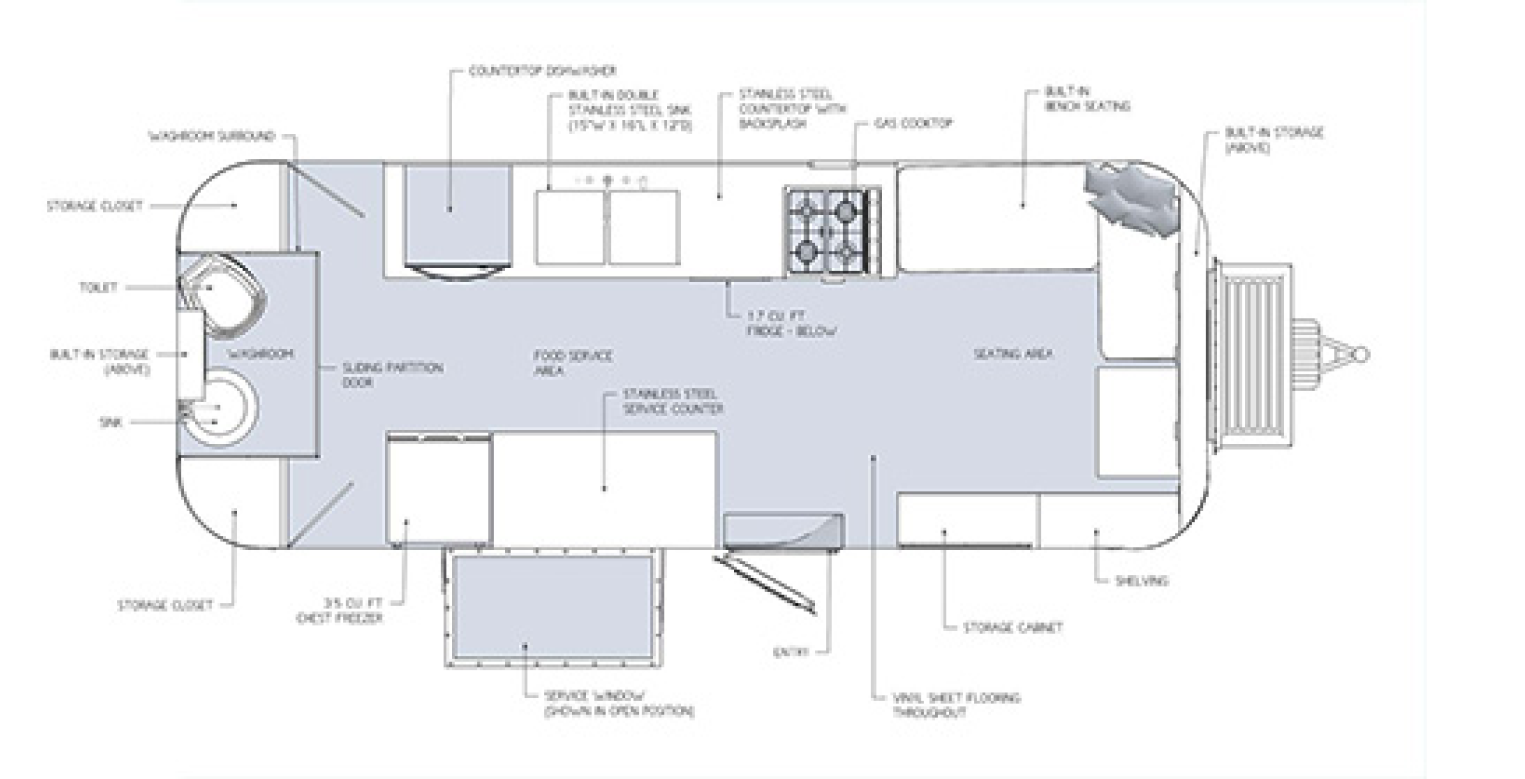 COUNTERTOP DISHWASHER
BUILT-IN DOUBLE
STAINLESS STEEL SINK
(15"W X 16"L X 12"D)
STAINLESS STEEL
COUNTERTOP WITH
BACKSPLASH
GAS COOKTOP
BUILT-IN
BENCH SEATING
BUILT-IN STORAGE
(ABOVE)
WASHROOM SURROUND
STORAGE CLOSET
TOILET
BUILT-IN STORAGE
(ABOVE)
WASHROOM
SLIDING PARTITION
DOOR
SINK
FOOD SERVICE
AREA
1.7 CU. FT
FRIDGE - BELOW
SEATING AREA
STAINLESS STEEL
SERVICE COUNTER
STORAGE CLOSET
3.5 CU. FT
CHEST FREEZER
SERVICE WINDOW
(SHOWN IN OPEN POSITION)
ENTRY
VINYL SHEET FLOORING
THROUGHOUT
STORAGE CABINET
SHELVING